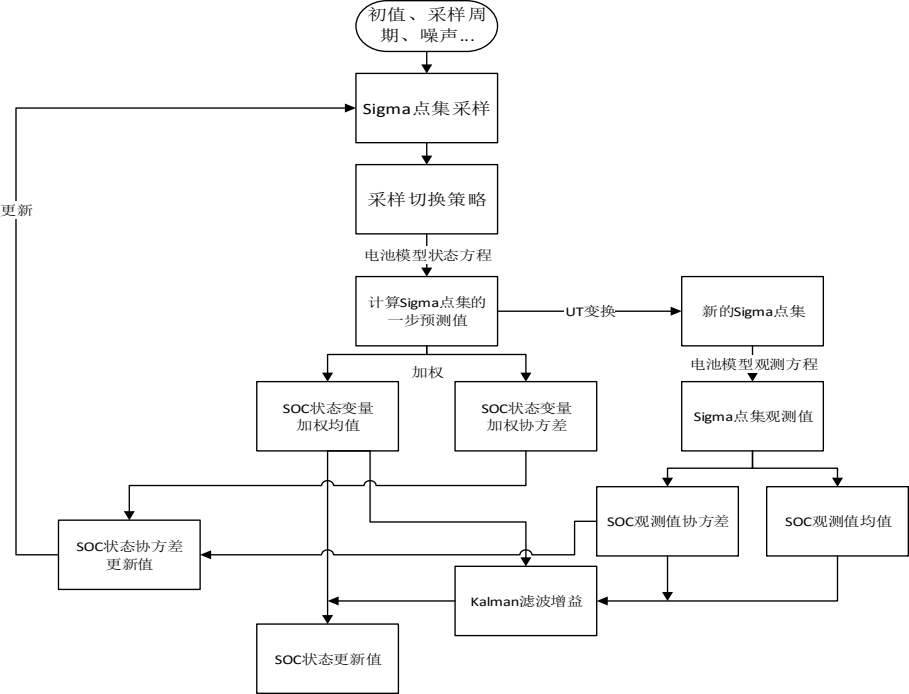 初值、采样周
期、噪声...
Sigma点集采样
更新
采样切换策略
电池模型状态方程
计算Sigma点集的
一步预测值
UT变换
新的Sigma点集
电池模型观测方程
加权
SOC状态变量
加权均值
SOC状态变量
加权协方差
Sigma点集观测值
SOC观测值协方差
SOC观测值均值
SOC状态协方差
更新值
Kalman滤波增益
SOC状态更新值